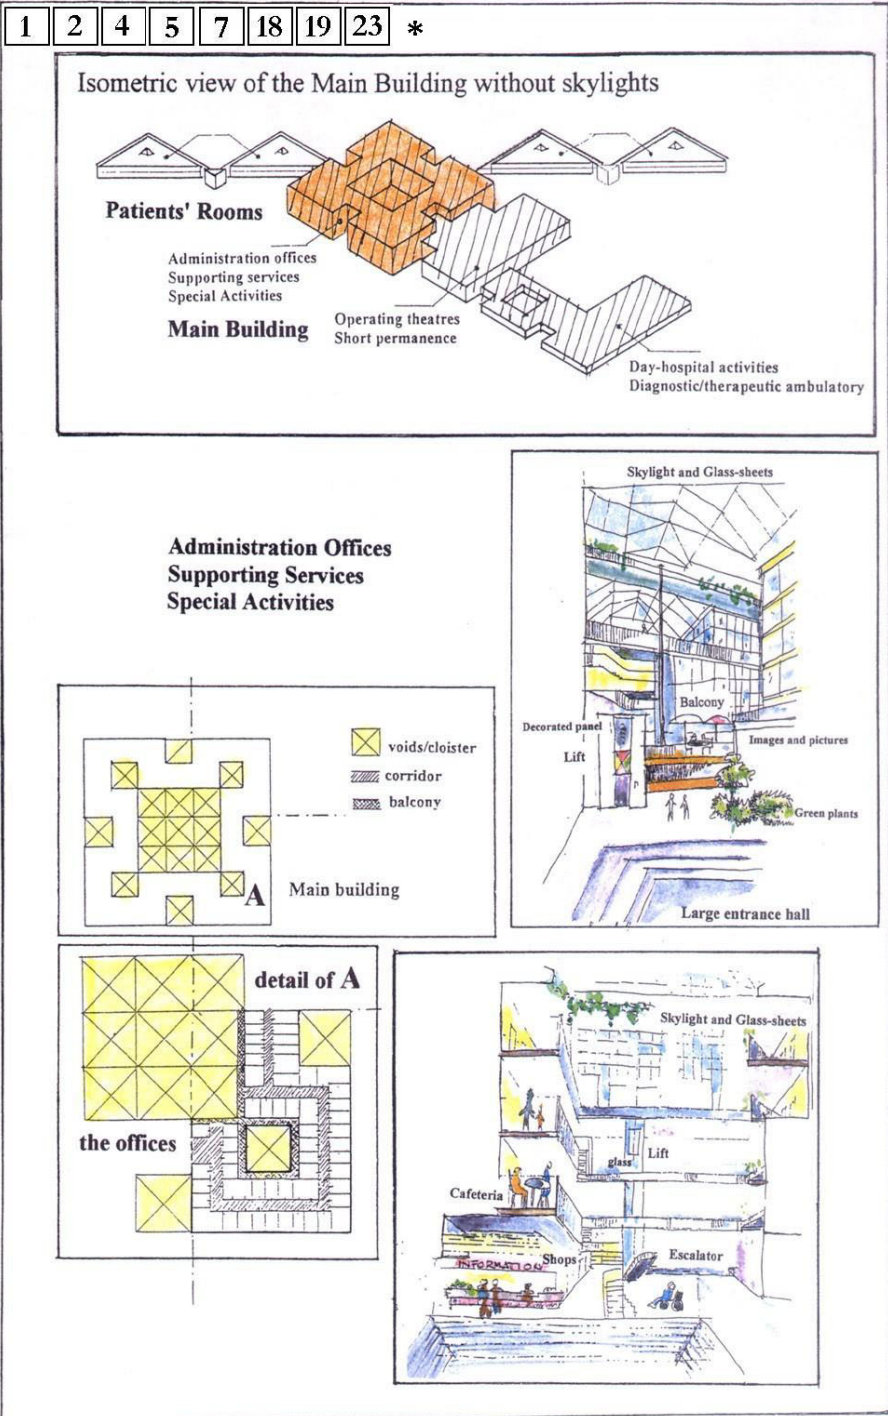 1 2 4 5 7 18 19 23 *
Isometric view of the Main Building without skylights
Patients' Rooms
Administration offices
Supporting services
Special Activities
Main Building
Operating theatres
Short permanence
Day-hospital activities
Diagnostic/therapeutic ambulatory
Administration Offices
Supporting Services
Special Activities
Skylight and Glass-sheets
Balcony
Decorated panel
Lift
Images and pictures
Green plants
Large entrance hall
voids/cloister
corridor
balcony
A
Main building
detail of A
the offices
Skylight and Glass-sheets
Lift
glass
Cafeteria
Shops
Escalator
INFORMATION